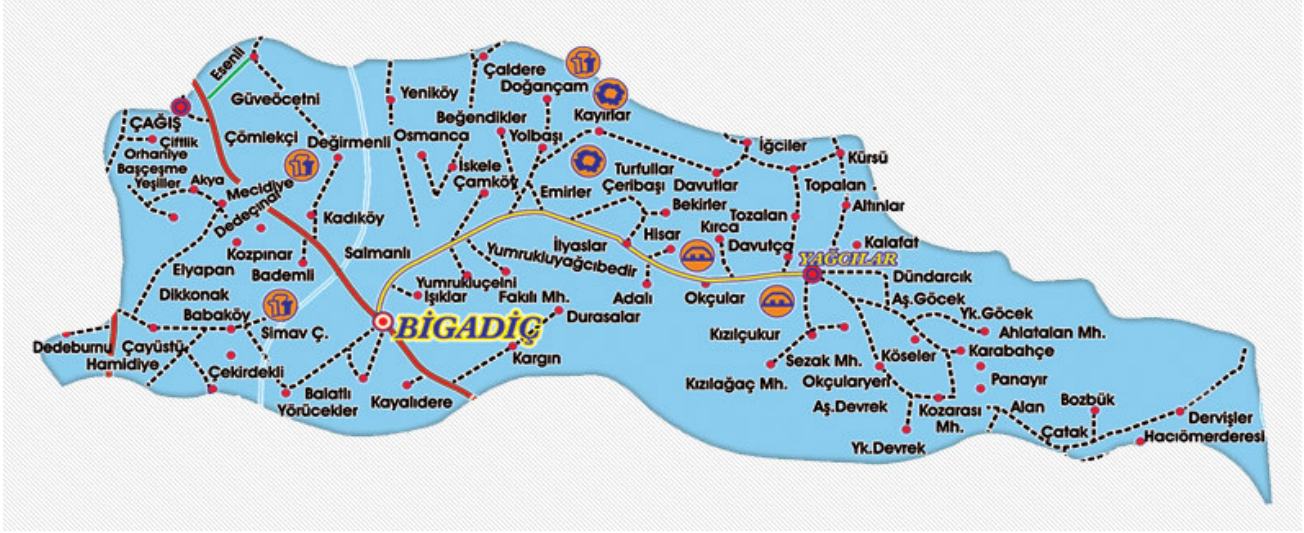 Esenli
Çaldere
Doğançam
Güveöcetni
Yeniköy
Beğendikler
Kayırlar
ÇAĞIŞ
Çömlekçi
Değirmenli
Osmanca
Yolbaşı
İğciler
Çiftlik
Orhaniye
Başçeşme
Yeşiller
Akya
Mecidiye
İskele
Çamköy
Turfullar
Kürsü
Emirler
Çeribaşı
Davutlar
Topalan
Dedeçınar
Kadıköy
Bekirler
Kırca
Tozalan
Altınlar
Kozpınar
Bademli
Salmanlı
Yumrukluyağcıbedir
İlyaslar
Hisar
Davutça
Kalafat
YAĞCILAR
Elyapan
Yumrukluçeini
Işıklar
Fakılı Mh.
Adalı
Okçular
Dündarcık
Dikkonak
Babaköy
Simav Ç.
BİGADİÇ
Durasalar
Aş.Göcek
Yk.Göcek
Kızılçukur
Ahlatalan Mh.
Dedeburnu
Çayüstü
Hamidiye
Çekirdekli
Kargın
Sezak Mh.
Köseler
Karabahçe
Kızılağaç Mh.
Okçularyeri
Panayır
Balatlı
Yörücekler
Kayalıdere
Aş.Devrek
Kozarası
Mh.
Alan
Bozbük
Dervişler
Yk.Devrek
Çatak
Hacıömerderesi